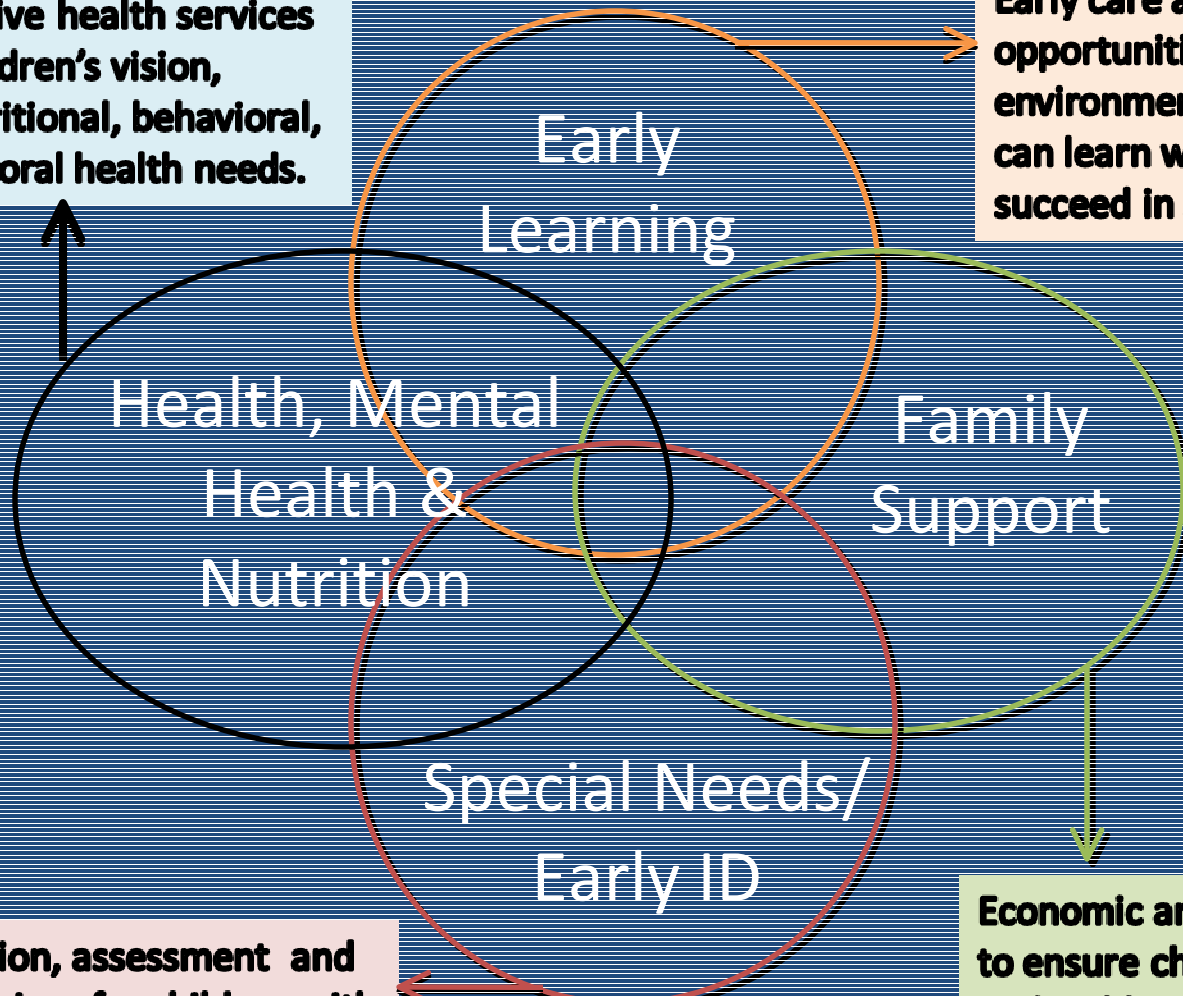 ive health services
dren's vision,
ritional, behavioral,
oral health needs.
Early care a
opportuniti
environmen
can learn w
succeed in
Early
Learning
Health, Mental
Health &
Nutrition
Family
Support
Special Needs/
Early ID
ion, assessment and
Economic an
to ensure ch